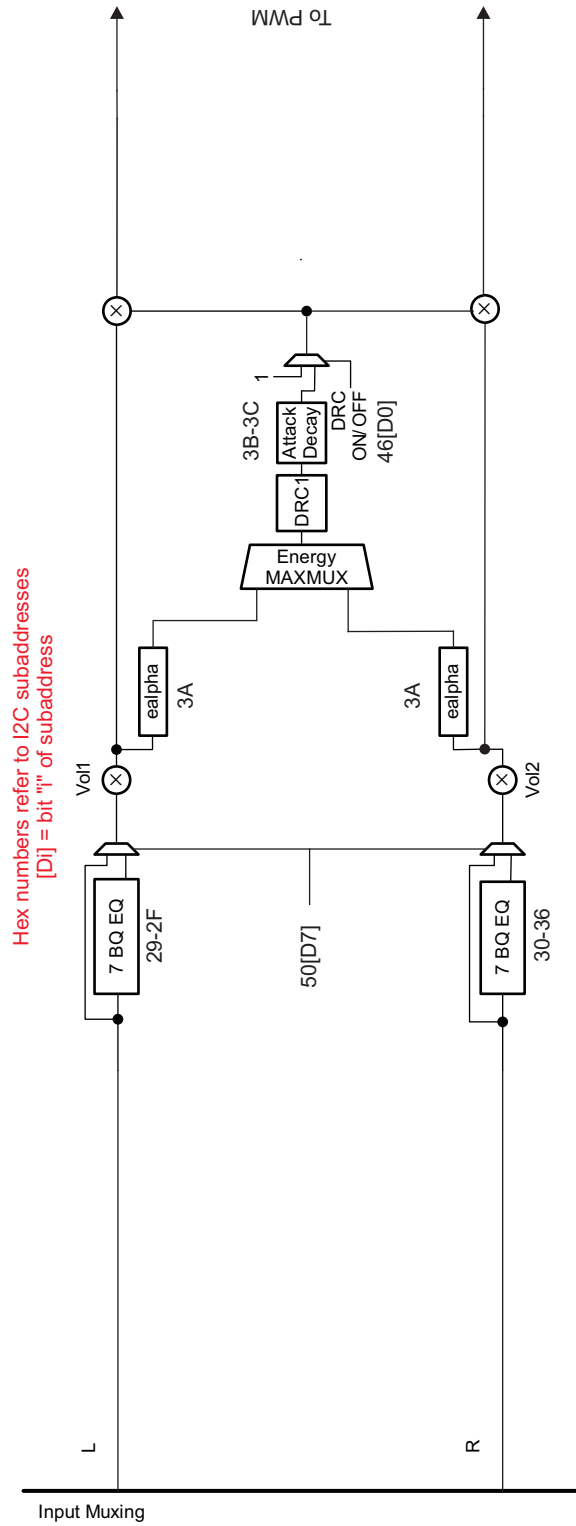 Hex numbers refer to I2C subaddresses
[Di] = bit "i" of subaddress
To PWM
1
3B-3C
Attack
Decay
DRC
ON/ OFF
46[D0]
DRC1
Energy
MAXMUX
ealpha
3A
ealpha
3A
Vol1
Vol2
7 BQ EQ
29-2F
50[D7]
7 BQ EQ
30-36
L
R
Input Muxing